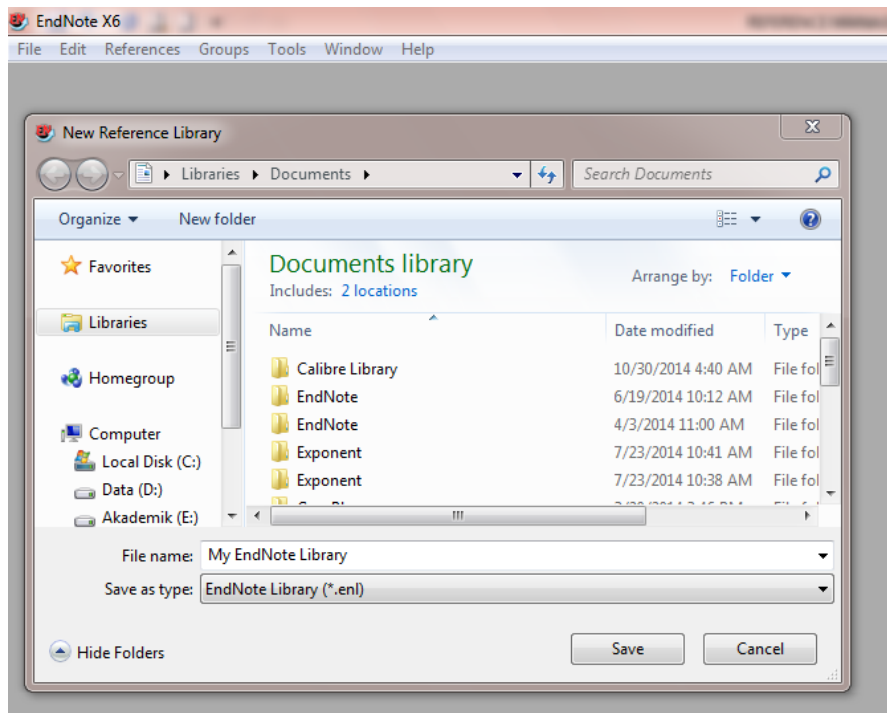 EndNote X6
File Edit References Groups Tools Window Help
New Reference Library
Libraries Documents
Search Documents
Organize New folder
Favorites
Libraries
Homegroup
Computer
Local Disk (C:)
Data (D:)
Akademik (E:)
Documents library
Includes: 2 locations
Arrange by: Folder
Name Date modified Type
Calibre Library 10/30/2014 4:40 AM File fol
EndNote 6/19/2014 10:12 AM File fol
EndNote 4/3/2014 11:00 AM File fol
Exponent 7/23/2014 10:41 AM File fol
Exponent 7/23/2014 10:38 AM File fol
File name: My EndNote Library
Save as type: EndNote Library (*.enl)
Hide Folders
Save
Cancel